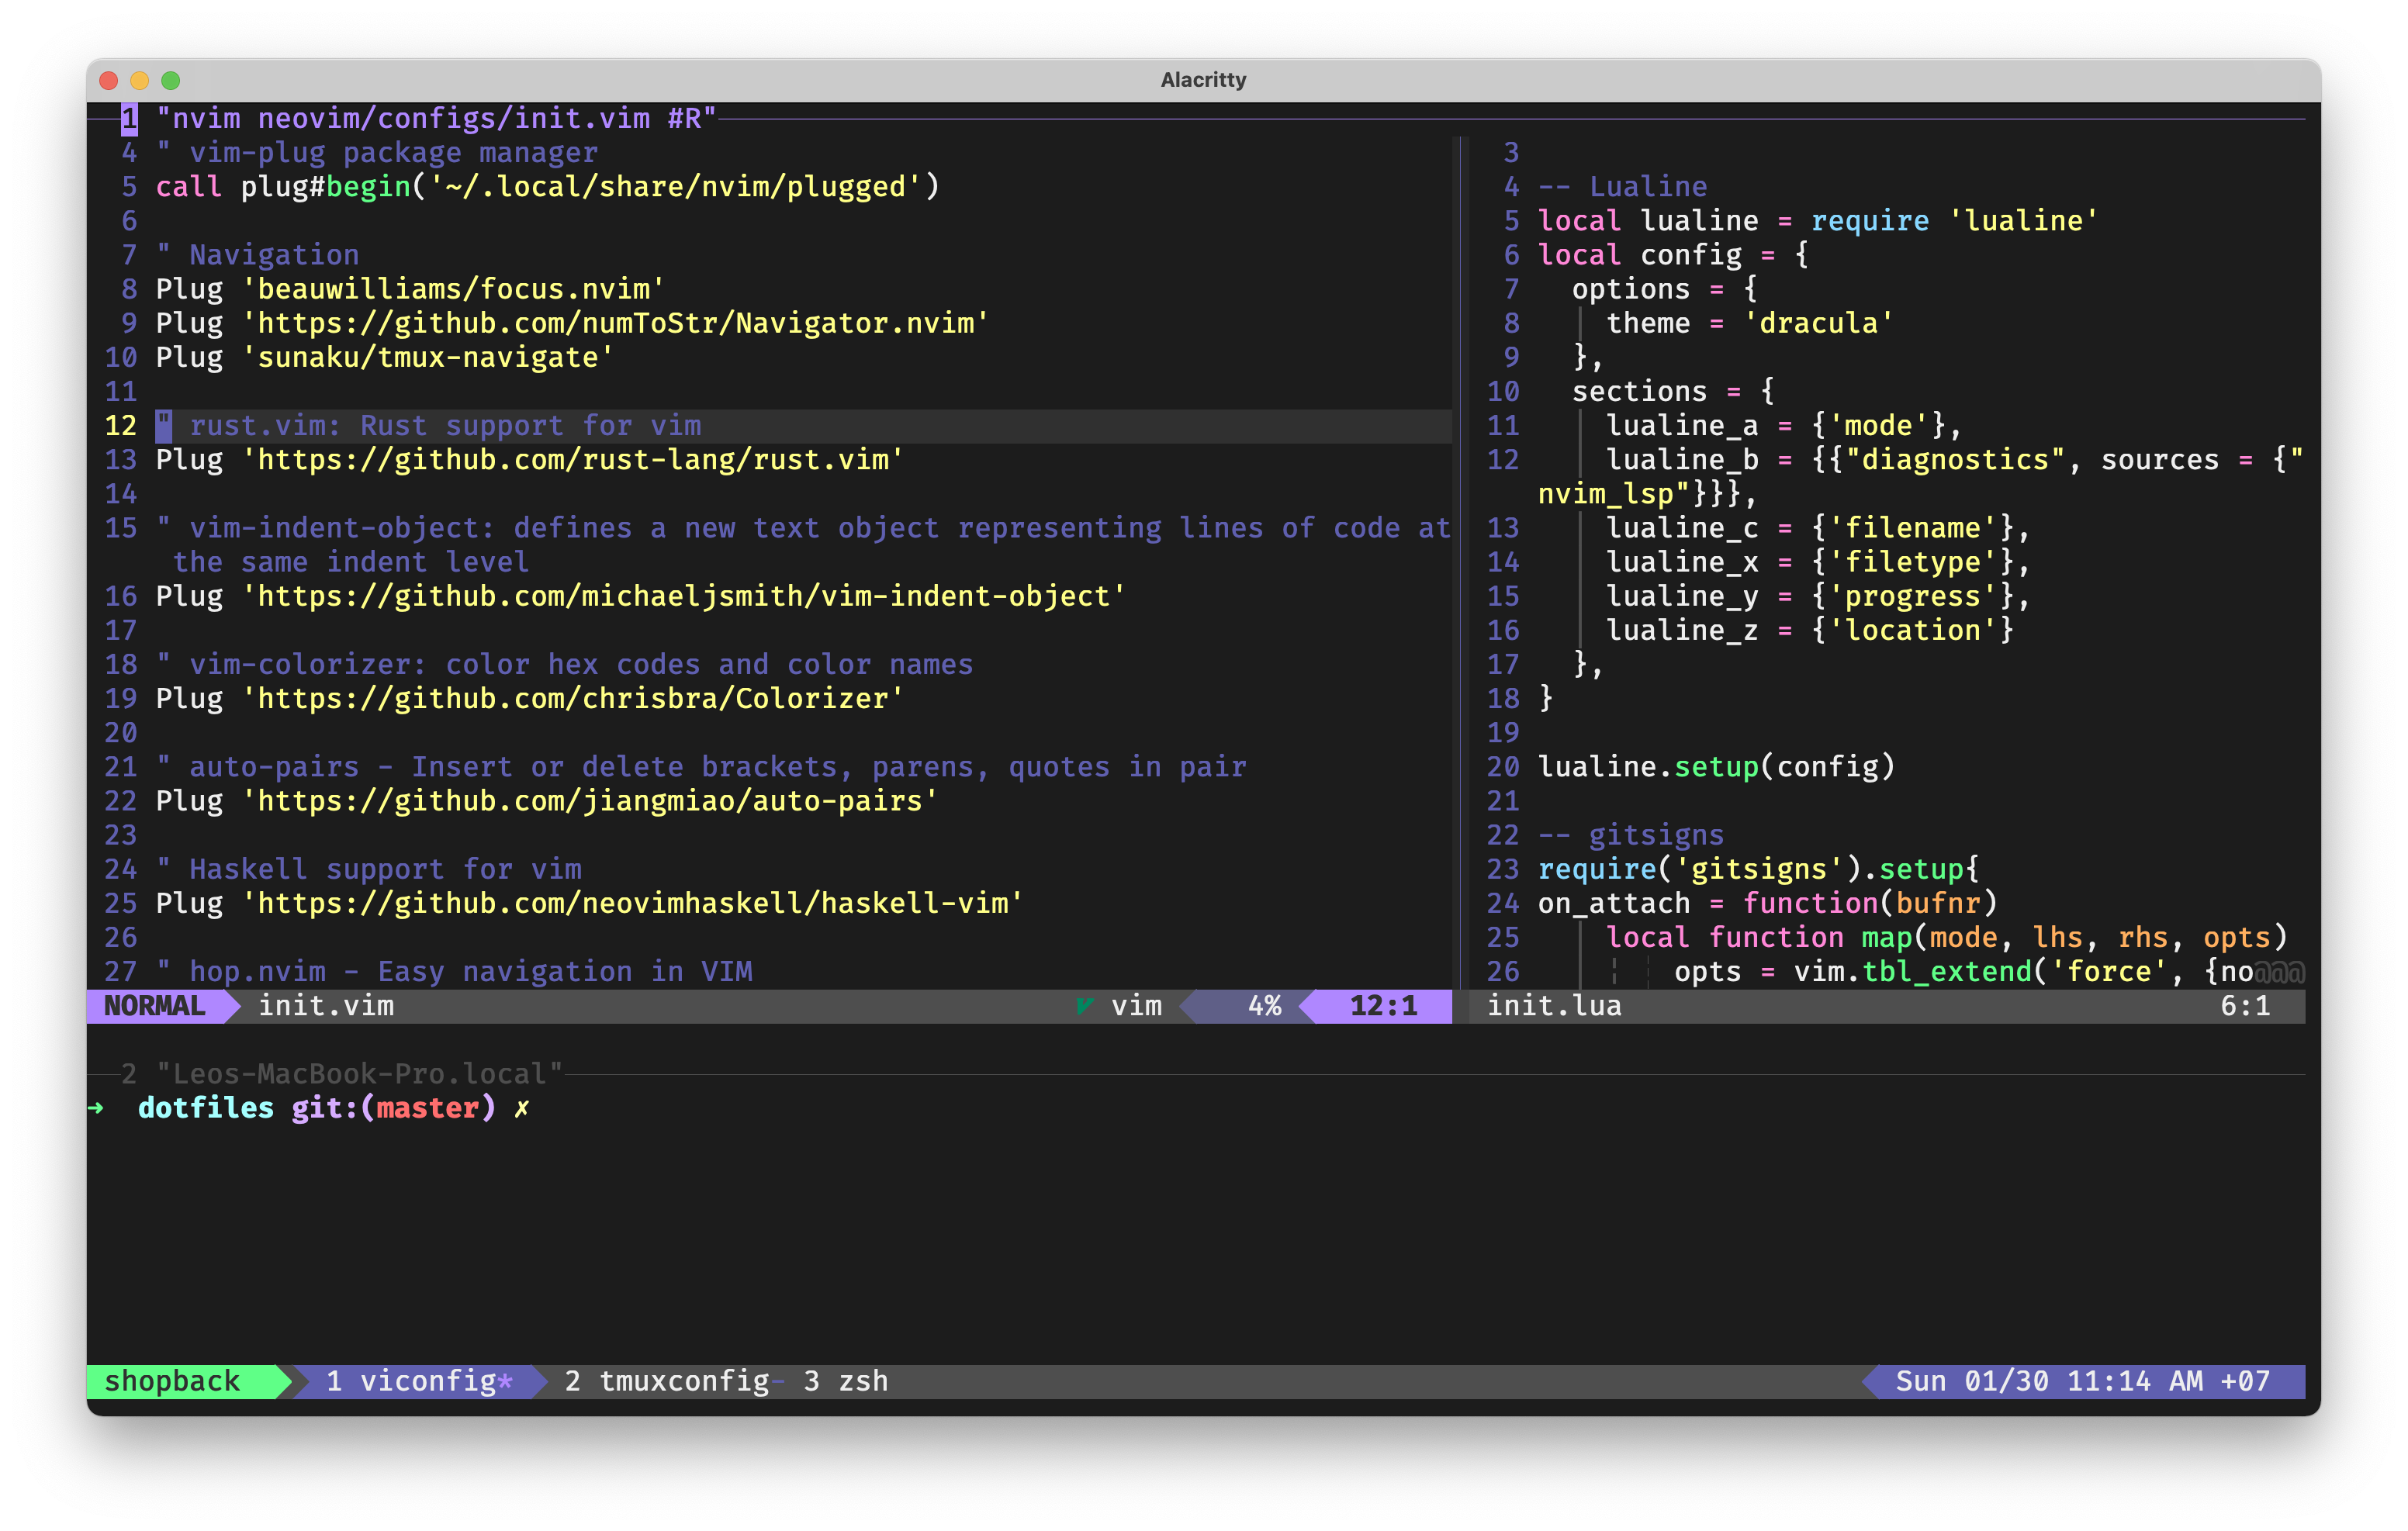 Alacritty
1 "nvim neovim/configs/init.vim #R"
4 " vim-plug package manager
5 call plug#begin('~/.local/share/nvim/plugged')
6
7 " Navigation
8 Plug 'beauwilliams/focus.nvim'
9 Plug 'https://github.com/numToStr/Navigator.nvim'
10 Plug 'sunaku/tmux-navigate'
11
12 " rust.vim: Rust support for vim
13 Plug 'https://github.com/rust-lang/rust.vim'
14
15 " vim-indent-object: defines a new text object representing lines of code at
the same indent level
16 Plug 'https://github.com/michaeljsmith/vim-indent-object'
17
18 " vim-colorizer: color hex codes and color names
19 Plug 'https://github.com/chrisbra/Colorizer'
20
21 " auto-pairs - Insert or delete brackets, parens, quotes in pair
22 Plug 'https://github.com/jiangmiao/auto-pairs'
23
24 " Haskell support for vim
25 Plug 'https://github.com/neovimhaskell/haskell-vim'
26
27 " hop.nvim - Easy navigation in VIM
NORMAL init.vim vim 4% 12:1
3
4 -- Lualine
5 local lualine = require 'lualine'
6 local config = {
7 options = {
8 theme = 'dracula'
9 },
10 sections = {
11 lualine_a = {'mode'},
12 lualine_b = {{"diagnostics", sources = {"
nvim_lsp"}}},
13 lualine_c = {'filename'},
14 lualine_x = {'filetype'},
15 lualine_y = {'progress'},
16 lualine_z = {'location'}
17 },
18 }
19
20 lualine.setup(config)
21
22 -- gitsigns
23 require('gitsigns').setup{
24 on_attach = function(bufnr)
25 local function map(mode, lhs, rhs, opts)
26 opts = vim.tbl_extend('force', {no@@@
init.lua 6:1
2 "Leos-MacBook-Pro.local"
➜ dotfiles git:(master) ✗
shopback 1 viconfig* 2 tmuxconfig- 3 zsh Sun 01/30 11:14 AM +07